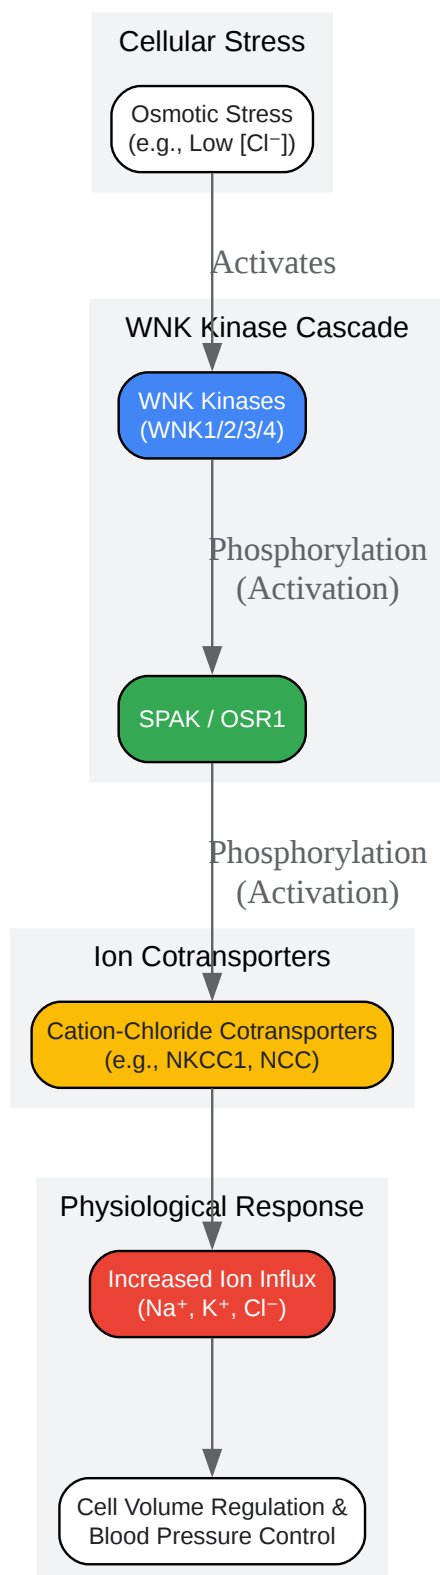 Cellular Stress
Osmotic Stress
(e.g., Low [Cl⁻])
Activates
WNK Kinase Cascade
WNK Kinases
(WNK1/2/3/4)
Phosphorylation
(Activation)
SPAK / OSR1
Phosphorylation
(Activation)
Ion Cotransporters
Cation-Chloride Cotransporters
(e.g., NKCC1, NCC)
Physiological Response
Increased Ion Influx
(Na⁺, K⁺, Cl⁻)
Cell Volume Regulation &
Blood Pressure Control